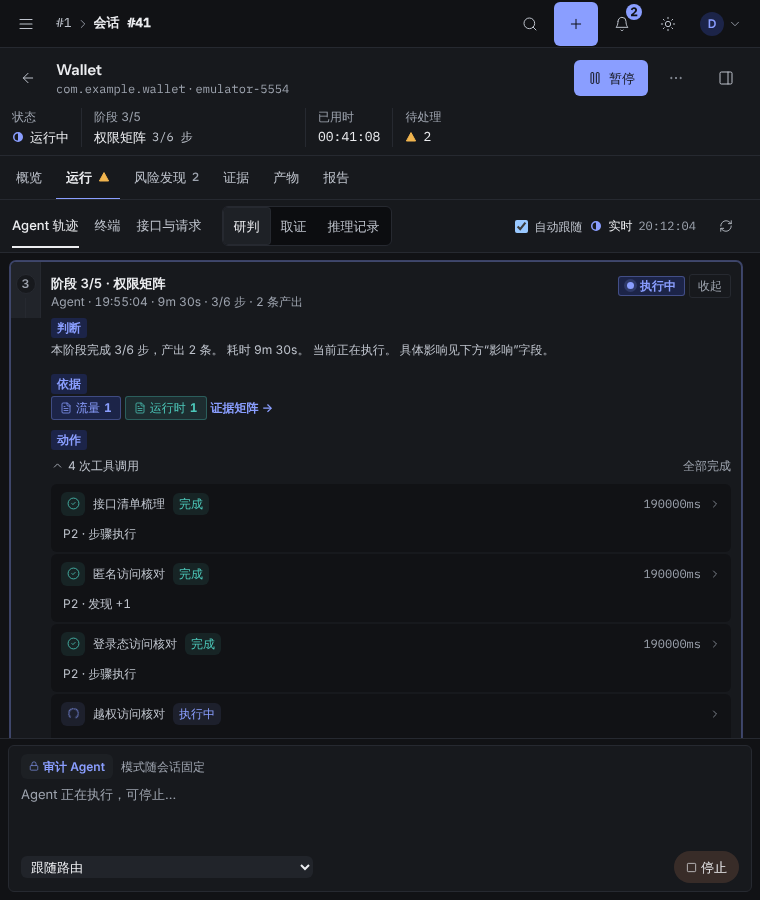 #1 > 会话 #41
2
D
Wallet
com.example.wallet · emulator-5554
暂停
状态 阶段 3/5 已用时 待处理
运行中 权限矩阵 3/6 步 00:41:08 2
概览 运行 风险发现 2 证据 产物 报告
Agent 轨迹 终端 接口与请求 研判 取证 推理记录 自动跟随 实时 20:12:04
3
阶段 3/5 · 权限矩阵 执行中 收起
Agent · 19:55:04 · 9m 30s · 3/6 步 · 2 条产出
判断
本阶段完成 3/6 步，产出 2 条。 耗时 9m 30s。 当前正在执行。 具体影响见下方“影响”字段。
依据
流量 1 运行时 1 证据矩阵 →
动作
4 次工具调用 全部完成
接口清单梳理 完成 190000ms
P2 · 步骤执行
匿名访问核对 完成 190000ms
P2 · 发现 +1
登录态访问核对 完成 190000ms
P2 · 步骤执行
越权访问核对 执行中
审计 Agent 模式随会话固定
Agent 正在执行，可停止...
跟随路由 停止